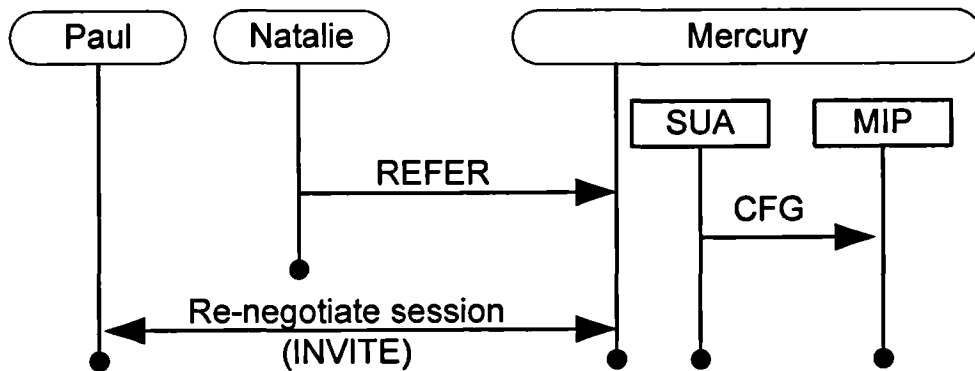 Paul
Natalie
Mercury
SUA
MIP
REFER
CFG
Re-negotiate session
(INVITE)